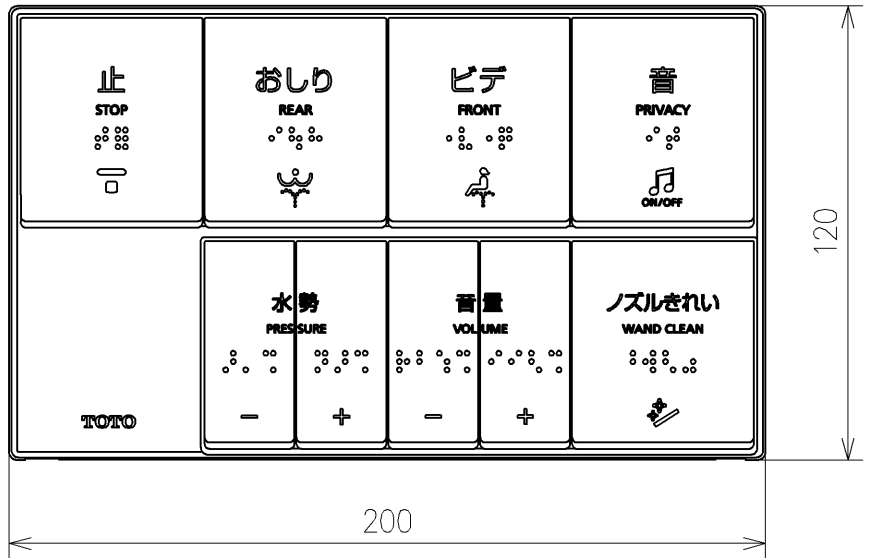 止
STOP
おしり
REAR
ビデ
FRONT
音
PRIVACY
ON/OFF
水勢
PRESSURE
− +
音量
VOLUME
− +
ノズルきれい
WAND CLEAN
TOTO
120
200